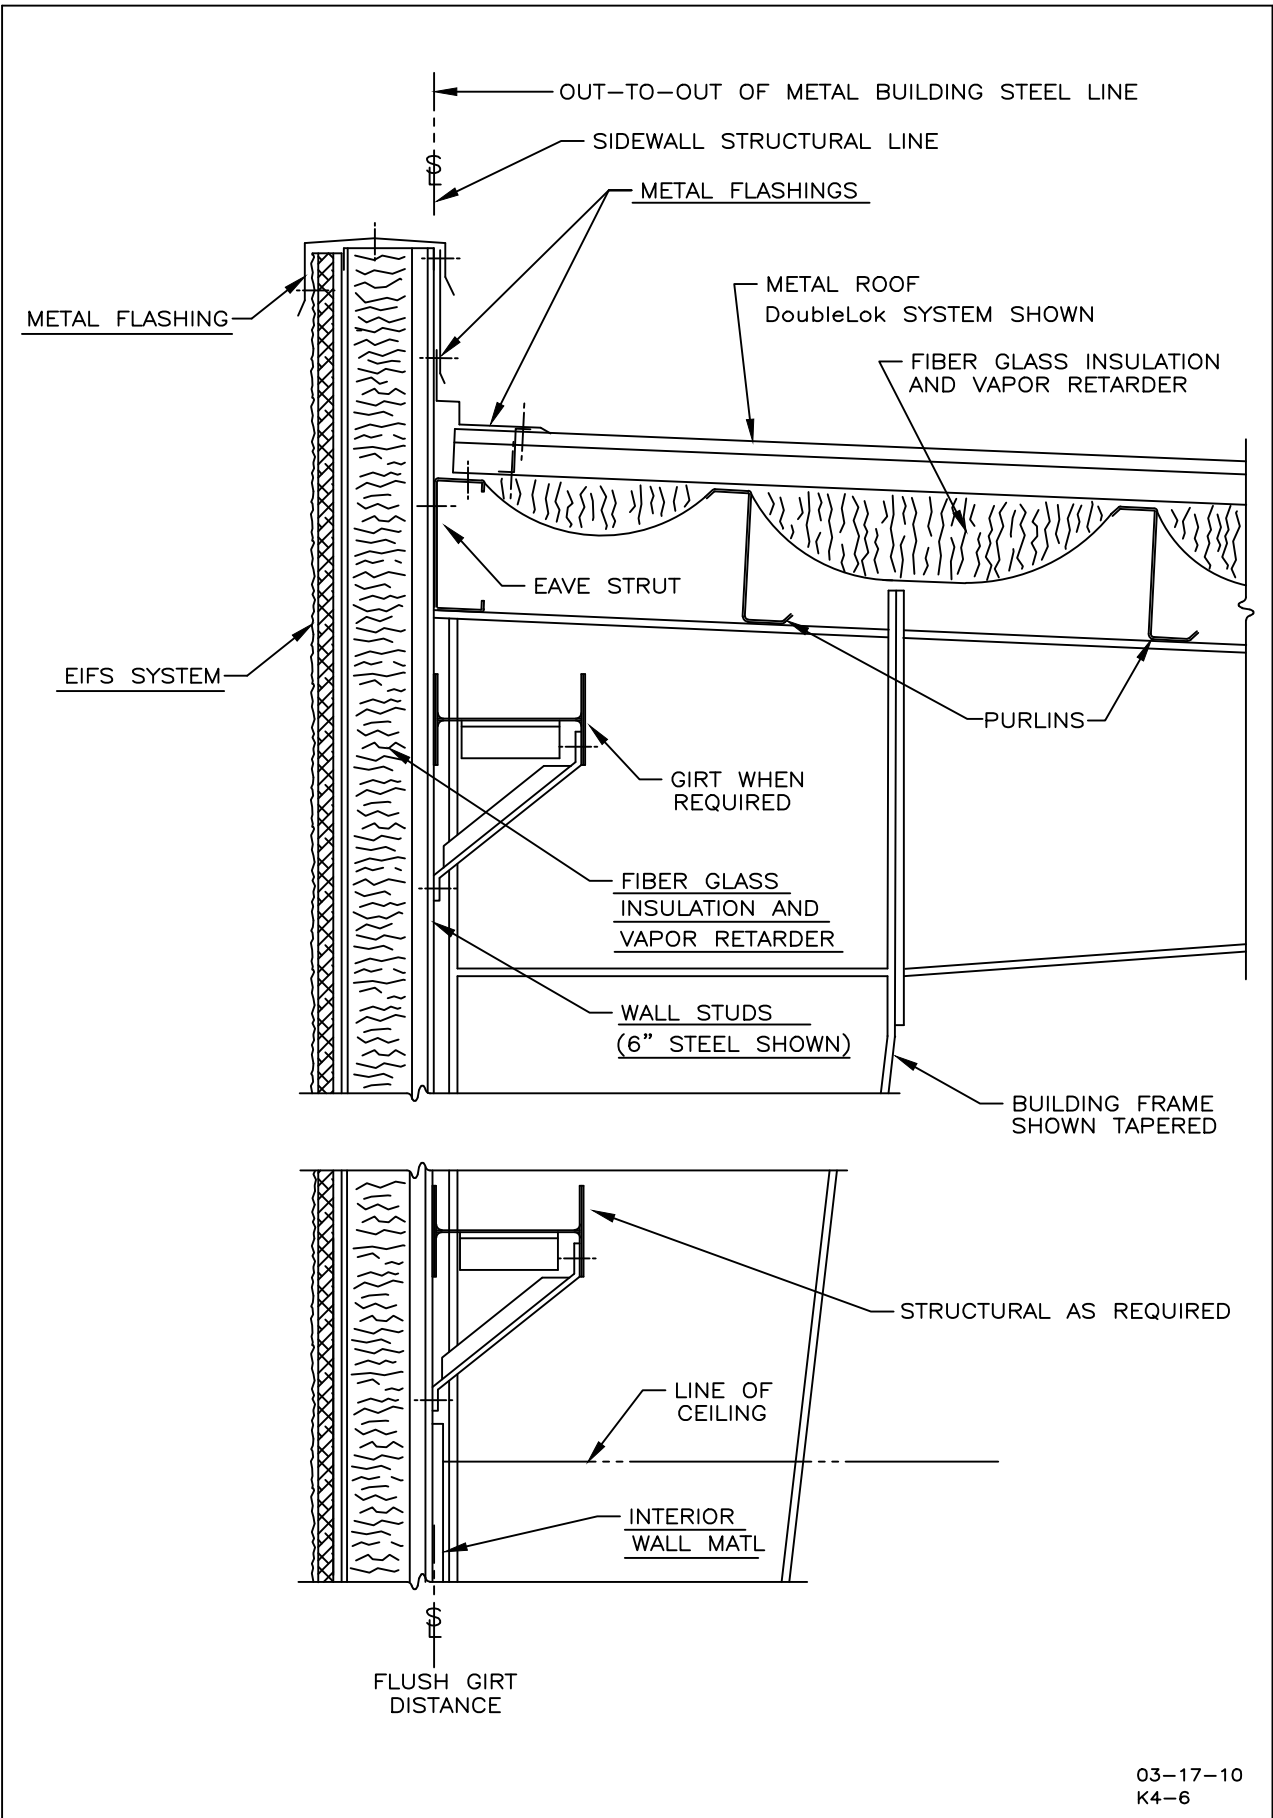 OUT-TO-OUT OF METAL BUILDING STEEL LINE
SIDEWALL STRUCTURAL LINE
SL
METAL FLASHINGS
METAL ROOF
DoubleLok SYSTEM SHOWN
METAL FLASHING
FIBER GLASS INSULATION
AND VAPOR RETARDER
EAVE STRUT
EIFS SYSTEM
PURLINS
GIRT WHEN
REQUIRED
FIBER GLASS
INSULATION AND
VAPOR RETARDER
WALL STUDS
(6" STEEL SHOWN)
BUILDING FRAME
SHOWN TAPERED
STRUCTURAL AS REQUIRED
LINE OF
CEILING
INTERIOR
WALL MATL
SL
FLUSH GIRT
DISTANCE
03-17-10
K4-6